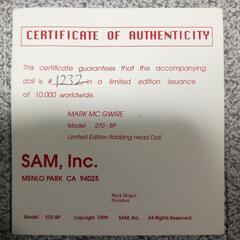 CERTIFICATE OF AUTHENTICITY
This certificate guarantees that the accompanying
doll is # 1232 in a limited edition issuance
of 10,000 worldwide.
MARK MC GWIRE
Model 270 - BP
Limited Edition Bobbing Head Doll
SAM, Inc.
MENLO PARK CA 94025
Mark Skigen
President
Model 270 BP Copyright 1999 SAM, Inc. All Rights Reserved